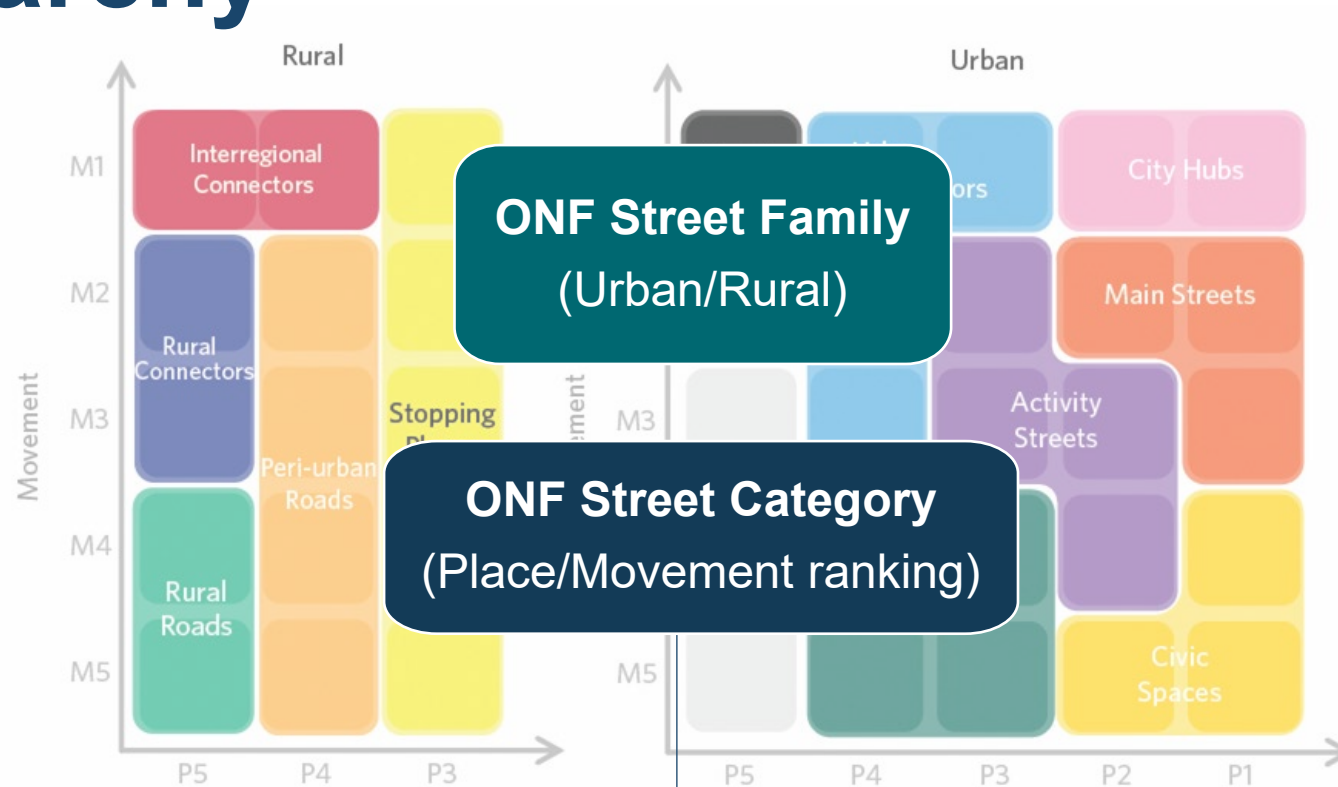 Rural
Urban
M1
M2
M3
M4
M5
Movement
P5
P4
P3
Interregional
Connectors
Rural
Connectors
Peri-urban
Roads
Stopping
Rural
Roads
ONF Street Family
(Urban/Rural)
ONF Street Category
(Place/Movement ranking)
M3
M5
City Hubs
Main Streets
Activity
Streets
Civic
Spaces
P5
P4
P3
P2
P1